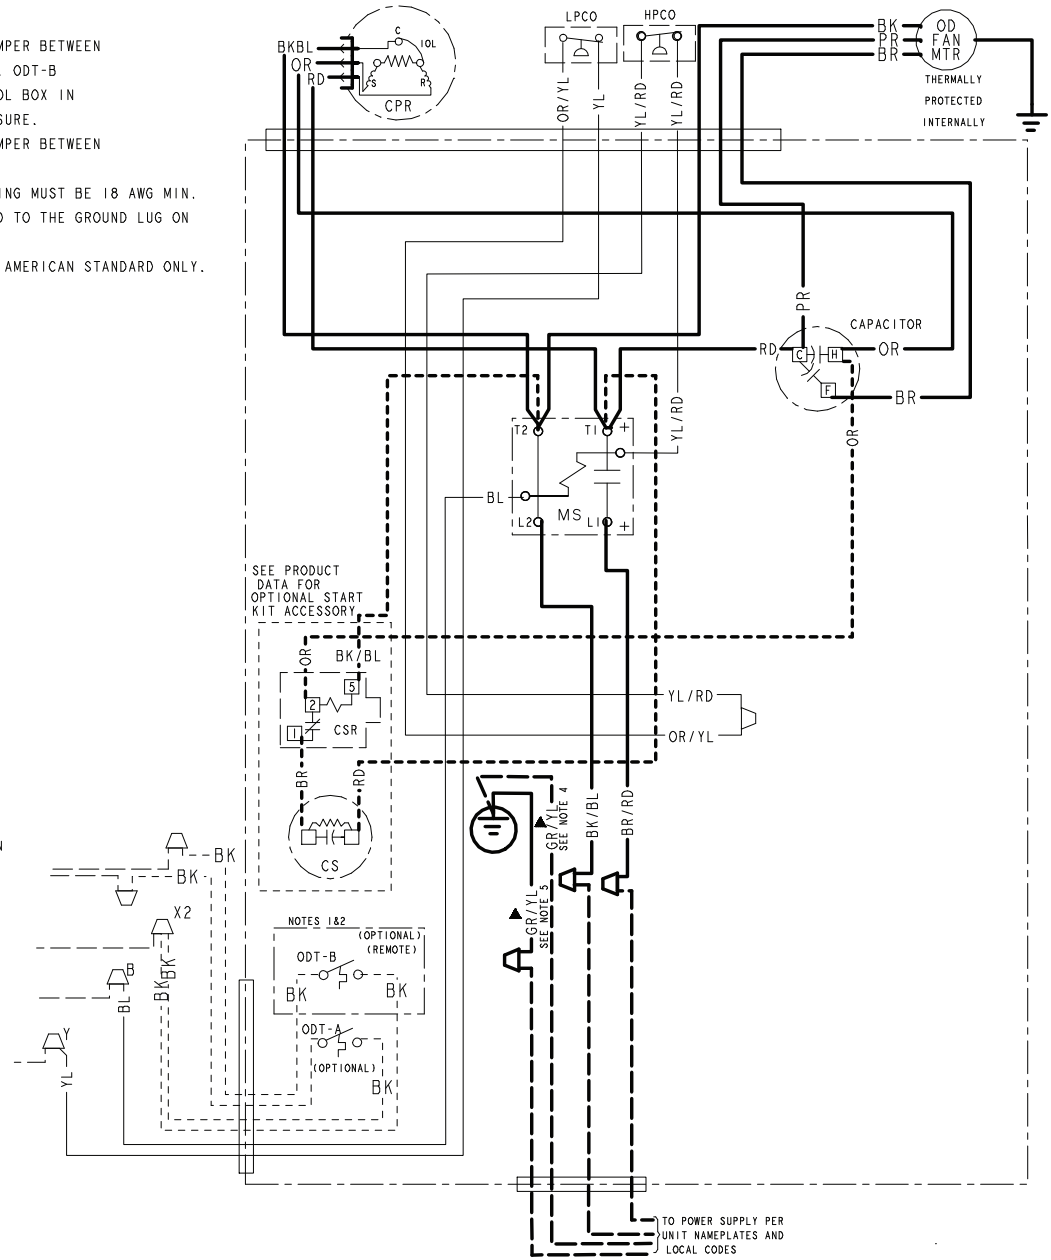 MPER BETWEEN
. ODT-B
OL BOX IN
SURE.
MPER BETWEEN
ING MUST BE 18 AWG MIN.
D TO THE GROUND LUG ON
AMERICAN STANDARD ONLY.
BKBL
OR
RD
C
IOL
S
R
CPR
LPCO
HPCO
OR/YL
YL
YL/RD
YL/RD
BK
PR
BR
OD
FAN
MTR
THERMALLY
PROTECTED
INTERNALLY
PR
CAPACITOR
RD
C
H
OR
F
BR
OR
YL/RD
T2
T1
+
BL
MS
L2
L1
+
SEE PRODUCT
DATA FOR
OPTIONAL START
KIT ACCESSORY
OR
BK/BL
5
2
1
CSR
BR
RD
CS
YL/RD
OR/YL
GR/YL
SEE NOTE 4
BK/BL
BR/RD
GR/YL
SEE NOTE 5
N
BK
BK
X2
BK
BK
B
BL
Y
YL
NOTES 1&2
(OPTIONAL)
(REMOTE)
ODT-B
BK
BK
ODT-A
(OPTIONAL)
BK
TO POWER SUPPLY PER
UNIT NAMEPLATES AND
LOCAL CODES